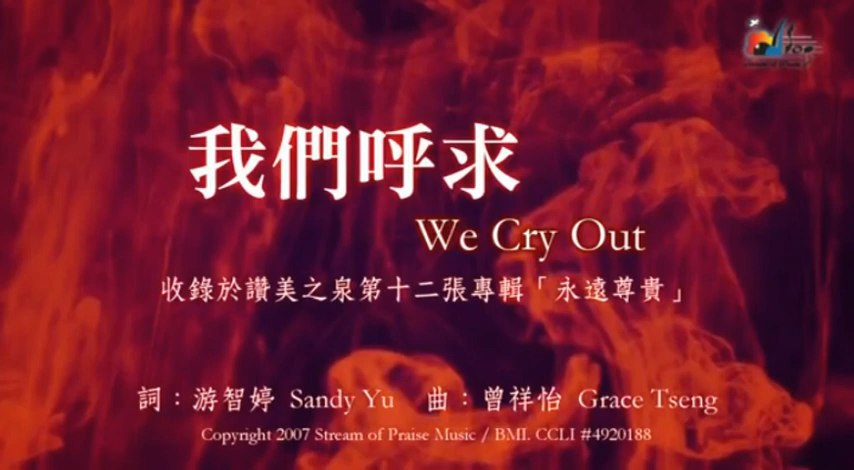 我們呼求
We Cry Out
收錄於讚美之泉第十二張專輯「永遠尊貴」
詞：游智婷 Sandy Yu 曲：曾祥怡 Grace Tseng
Copyright 2007 Stream of Praise Music / BMI. CCLI #4920188